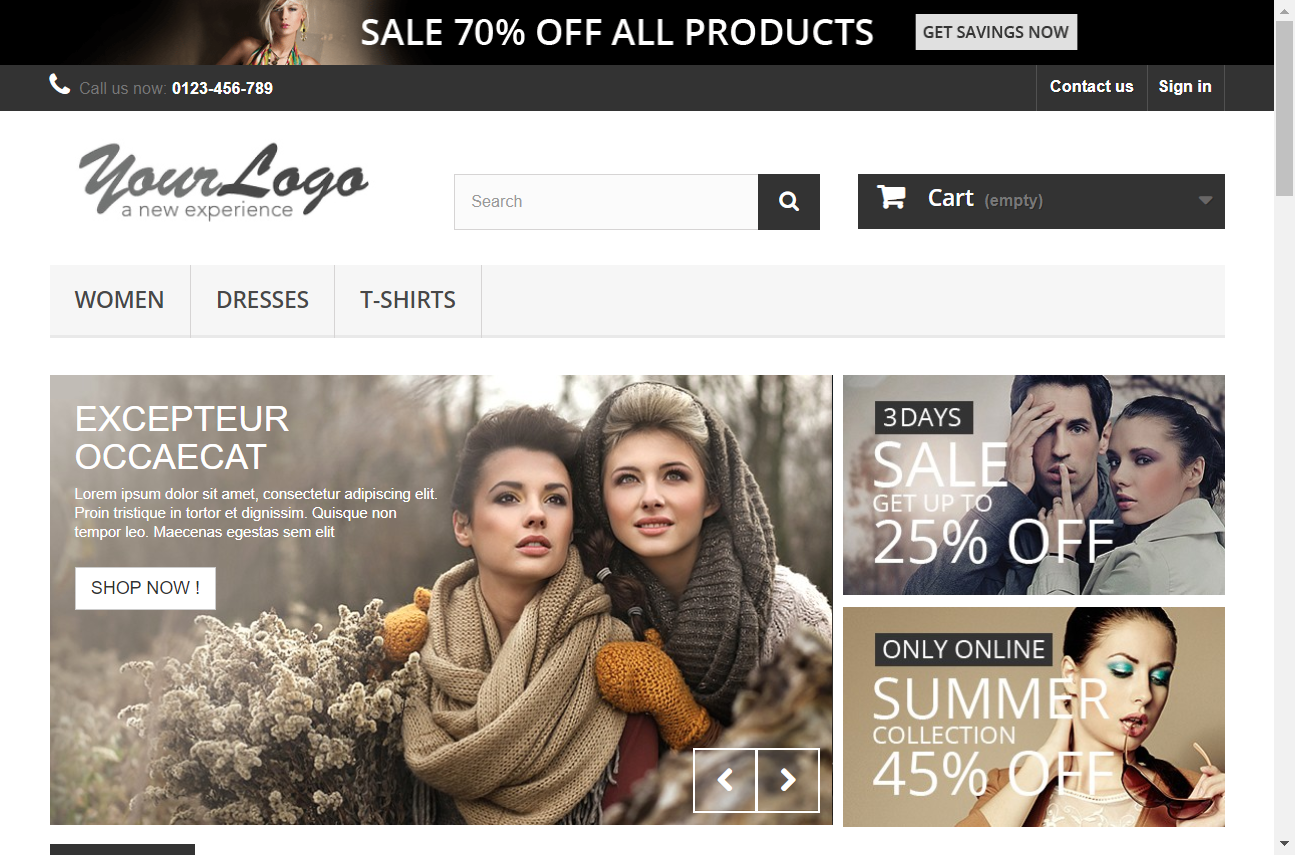 SALE 70% OFF ALL PRODUCTS
GET SAVINGS NOW
Call us now: 0123-456-789
Contact us
Sign in
YourLogo
a new experience
Search
Cart (empty)
WOMEN
DRESSES
T-SHIRTS
EXCEPTEUR
OCCAECAT
Lorem ipsum dolor sit amet, consectetur adipiscing elit.
Proin tristique in tortor et dignissim. Quisque non
tempor leo. Maecenas egestas sem elit
SHOP NOW !
3 DAYS
SALE
GET UP TO
25% OFF
ONLY ONLINE
SUMMER
COLLECTION
45% OFF